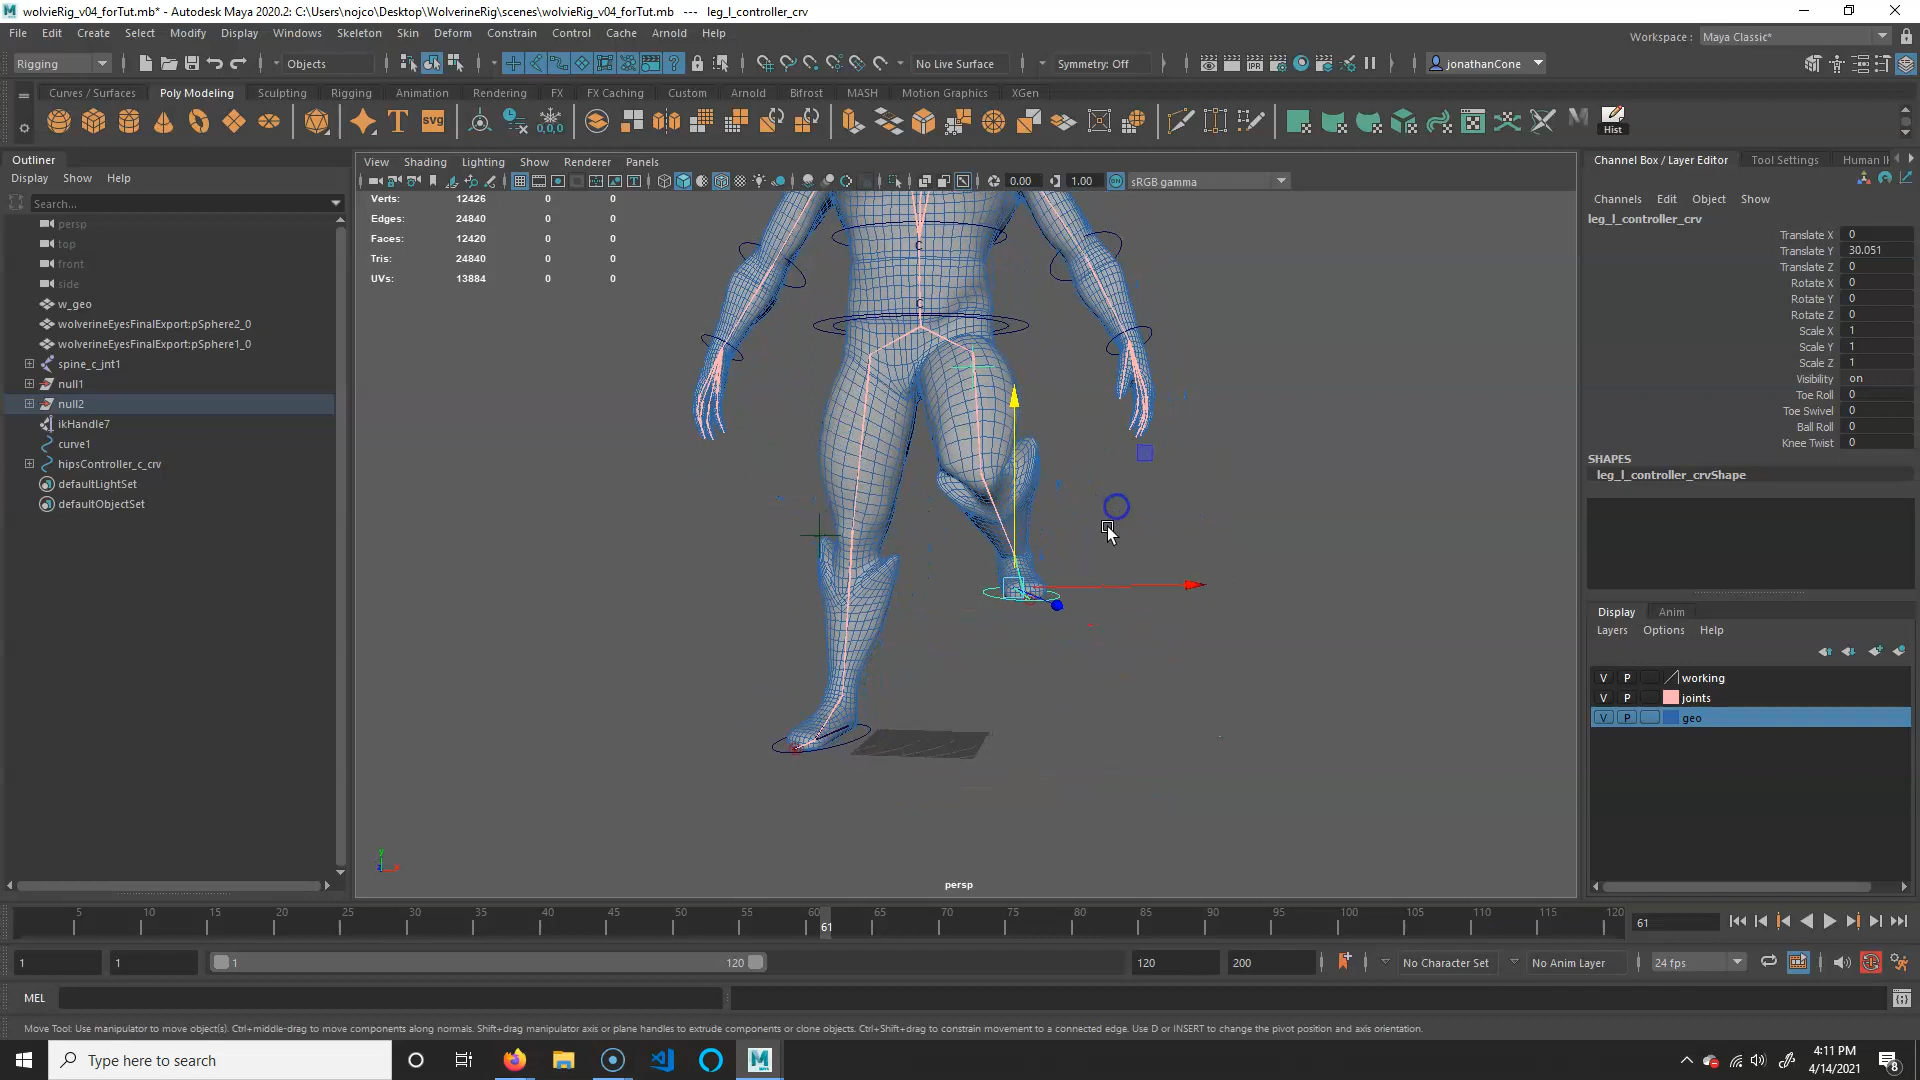 wolvieRig_v04_forTut.mb* - Autodesk Maya 2020.2: C:\Users\nojco\Desktop\WolverineRig\scenes\wolvieRig_v04_forTut.mb --- leg_l_controller_crv
File Edit Create Select Modify Display Windows Skeleton Skin Deform Constrain Control Cache Arnold Help
Workspace : Maya Classic*
Rigging Objects No Live Surface Symmetry: Off jonathanCone
Curves / Surfaces Poly Modeling Sculpting Rigging Animation Rendering FX FX Caching Custom Arnold Bifrost MASH Motion Graphics XGen
T svg 0,0,0 Hist
Outliner
Display Show Help
Search...
persp
top
front
side
w_geo
wolverineEyesFinalExport:pSphere2_0
wolverineEyesFinalExport:pSphere1_0
spine_c_jnt1
null1
null2
ikHandle7
curve1
hipsController_c_crv
defaultLightSet
defaultObjectSet
View Shading Lighting Show Renderer Panels
0.00 1.00 ON sRGB gamma
Verts: 12426 0 0
Edges: 24840 0 0
Faces: 12420 0 0
Tris: 24840 0 0
UVs: 13884 0 0
C
C
y
x
persp
Channel Box / Layer Editor Tool Settings
Channels Edit Object Show
leg_l_controller_crv
Translate X 0
Translate Y 30.051
Translate Z 0
Rotate X 0
Rotate Y 0
Rotate Z 0
Scale X 1
Scale Y 1
Scale Z 1
Visibility on
Toe Roll 0
Toe Swivel 0
Ball Roll 0
Knee Twist 0
SHAPES
leg_l_controller_crvShape
Display Anim
Layers Options Help
V P working
V P joints
V P geo
5 10 15 20 25 30 35 40 45 50 55 60 65 70 75 80 85 90 95 100 105 110 115 120
61 61
1 1 1 120 120 200 No Character Set No Anim Layer 24 fps
MEL
Move Tool: Use manipulator to move object(s). Ctrl+middle-drag to move components along normals. Shift+drag manipulator axis or plane handles to extrude components or clone objects. Ctrl+Shift+drag to constrain movement to a connected edge. Use D or INSERT to change the pivot position and axis orientation.
Type here to search
4:11 PM
4/14/2021
8